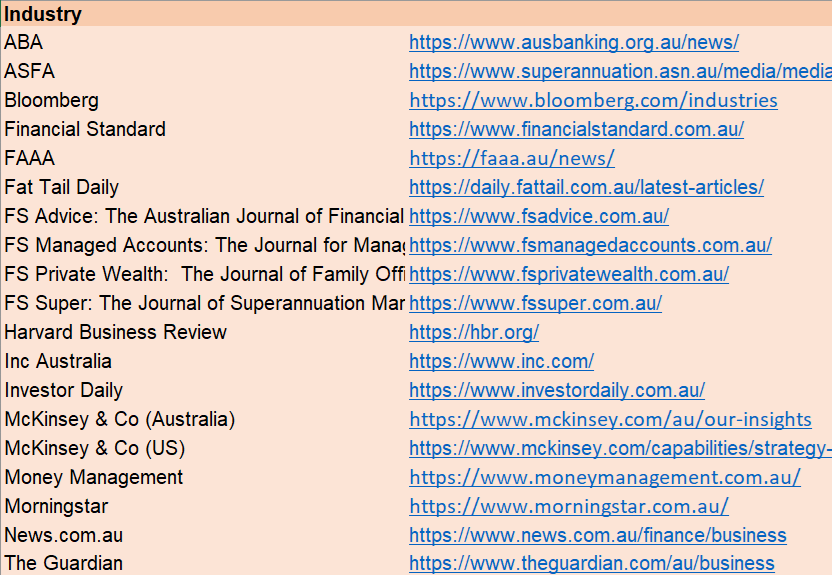 Industry
ABA https://www.ausbanking.org.au/news/
ASFA https://www.superannuation.asn.au/media/media
Bloomberg https://www.bloomberg.com/industries
Financial Standard https://www.financialstandard.com.au/
FAAA https://faaa.au/news/
Fat Tail Daily https://daily.fattail.com.au/latest-articles/
FS Advice: The Australian Journal of Financial https://www.fsadvice.com.au/
FS Managed Accounts: The Journal for Manag https://www.fsmanagedaccounts.com.au/
FS Private Wealth:  The Journal of Family Offi https://www.fsprivatewealth.com.au/
FS Super: The Journal of Superannuation Mar https://www.fssuper.com.au/
Harvard Business Review https://hbr.org/
Inc Australia https://www.inc.com/
Investor Daily https://www.investordaily.com.au/
McKinsey & Co (Australia) https://www.mckinsey.com/au/our-insights
McKinsey & Co (US) https://www.mckinsey.com/capabilities/strategy-
Money Management https://www.moneymanagement.com.au/
Morningstar https://www.morningstar.com.au/
News.com.au https://www.news.com.au/finance/business
The Guardian https://www.theguardian.com/au/business